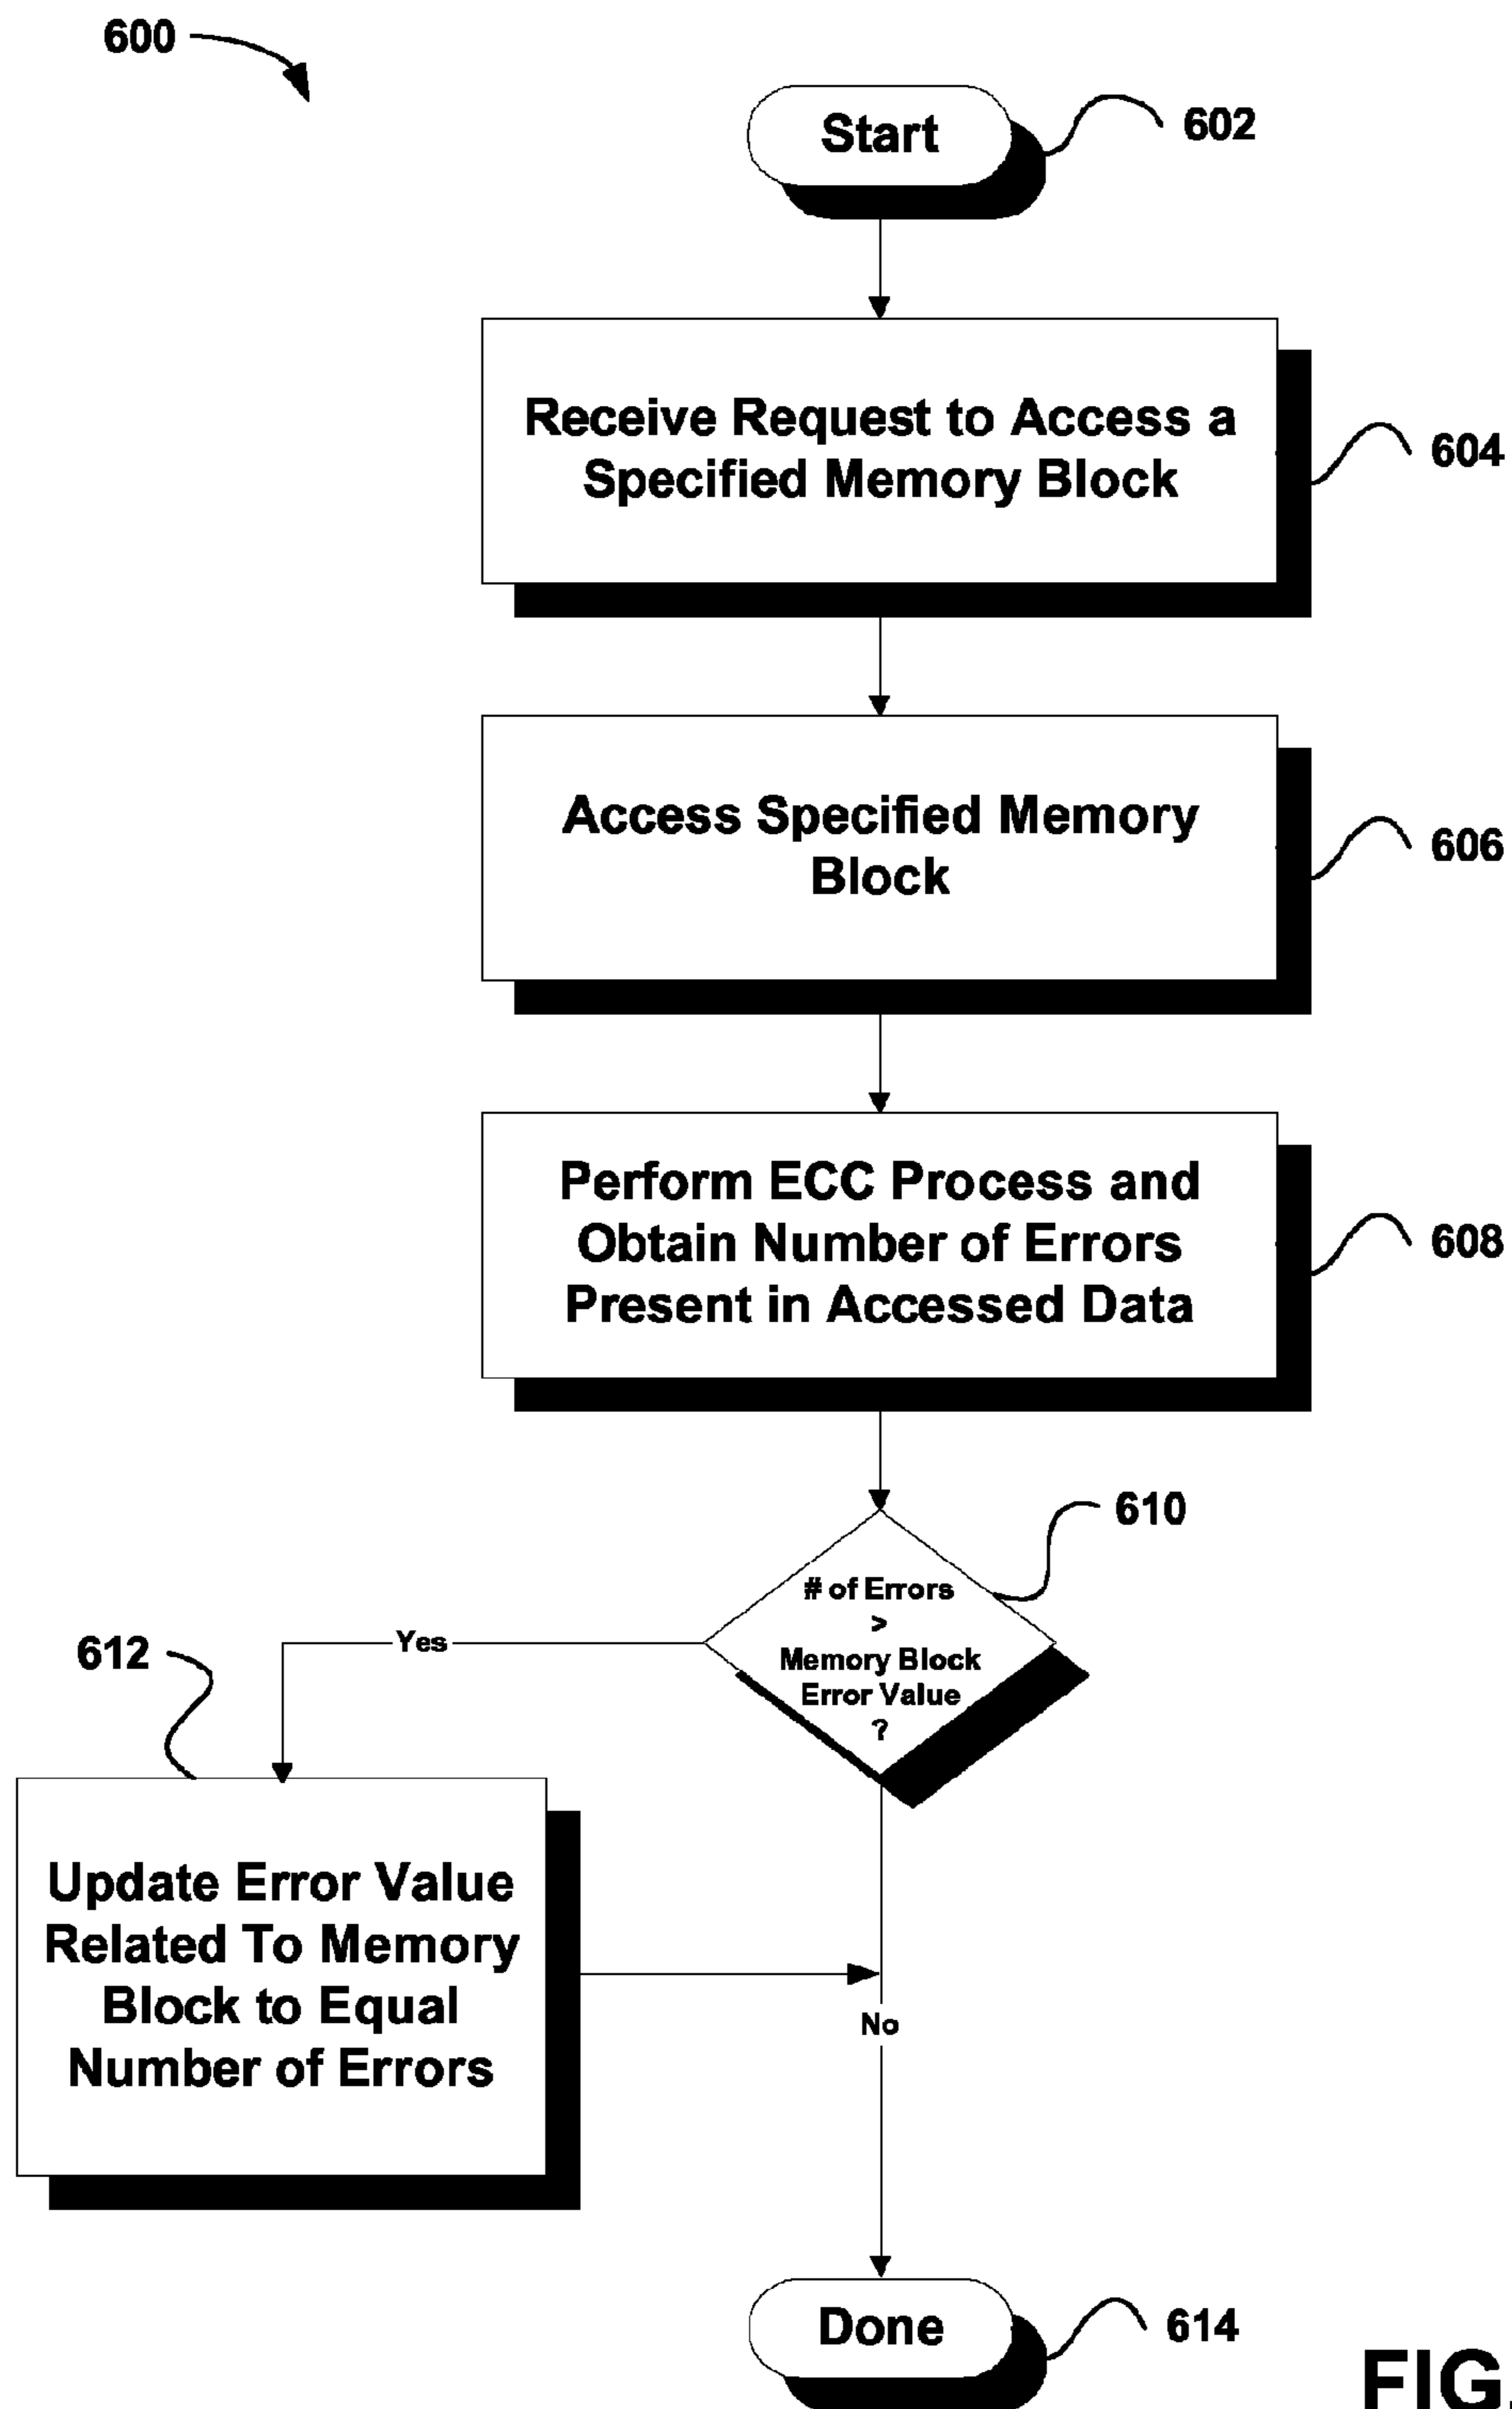 600
Start
602
Receive Request to Access a
Specified Memory Block
604
Access Specified Memory
Block
606
Perform ECC Process and
Obtain Number of Errors
Present in Accessed Data
608
610
# of Errors
>
Memory Block
Error Value
?
Yes
612
Update Error Value
Related To Memory
Block to Equal
Number of Errors
No
Done
614
FIG.